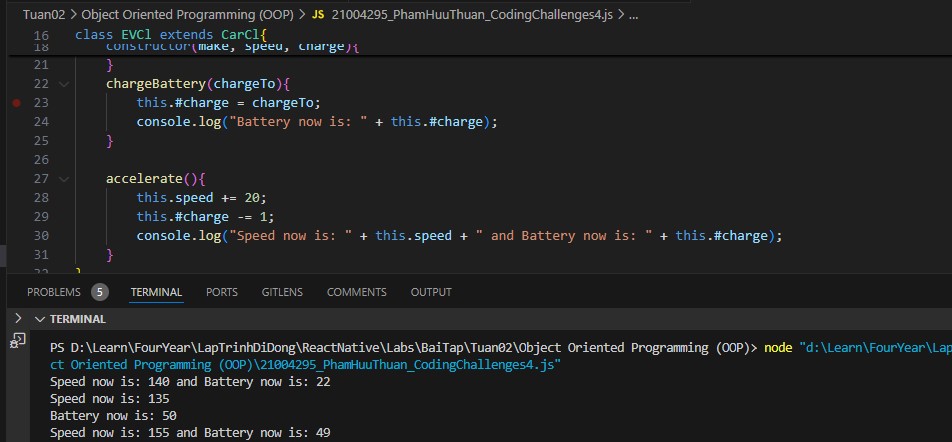 Tuan02 > Object Oriented Programming (OOP) > JS 21004295_PhamHuuThuan_CodingChallenges4.js > ...
16 class EVCl extends CarCl{
18 constructor(make, speed, charge){
21 }
22 chargeBattery(chargeTo){
23 this.#charge = chargeTo;
24 console.log("Battery now is: " + this.#charge);
25 }
26
27 accelerate(){
28 this.speed += 20;
29 this.#charge -= 1;
30 console.log("Speed now is: " + this.speed + " and Battery now is: " + this.#charge);
31 }
32 }
PROBLEMS 5 TERMINAL PORTS GITLENS COMMENTS OUTPUT
TERMINAL
PS D:\Learn\FourYear\LapTrinhDiDong\ReactNative\Labs\BaiTap\Tuan02\Object Oriented Programming (OOP)> node "d:\Learn\FourYear\Lap
ct Oriented Programming (OOP)\21004295_PhamHuuThuan_CodingChallenges4.js"
Speed now is: 140 and Battery now is: 22
Speed now is: 135
Battery now is: 50
Speed now is: 155 and Battery now is: 49